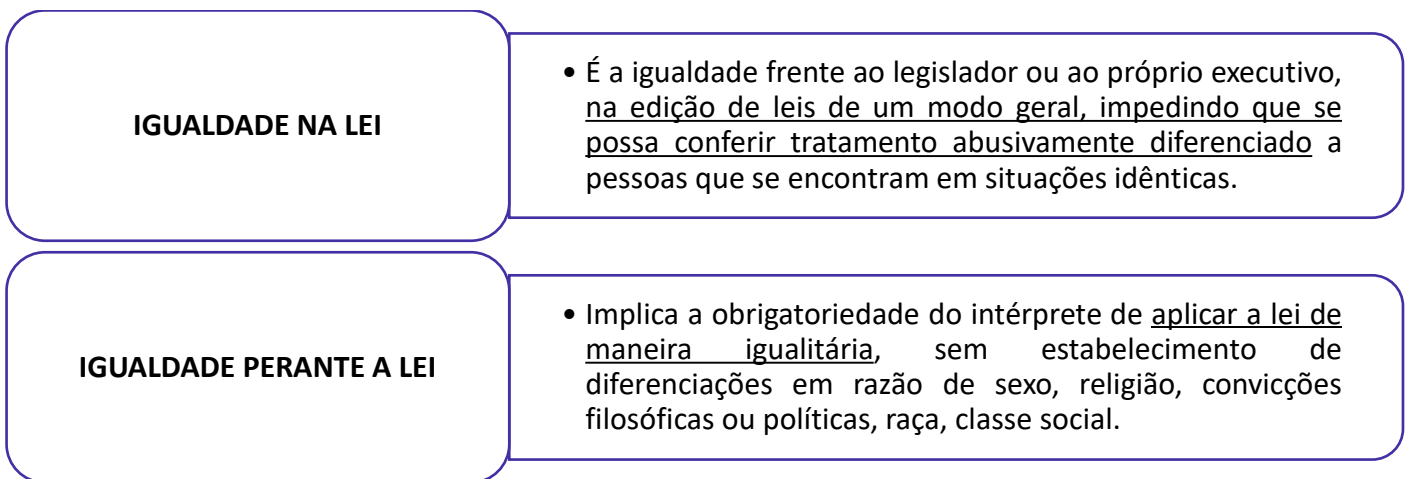 IGUALDADE NA LEI
• É a igualdade frente ao legislador ou ao próprio executivo,
na edição de leis de um modo geral, impedindo que se
possa conferir tratamento abusivamente diferenciado a
pessoas que se encontram em situações idênticas.
IGUALDADE PERANTE A LEI
• Implica a obrigatoriedade do intérprete de aplicar a lei de
maneira igualitária, sem estabelecimento de
diferenciações em razão de sexo, religião, convicções
filosóficas ou políticas, raça, classe social.